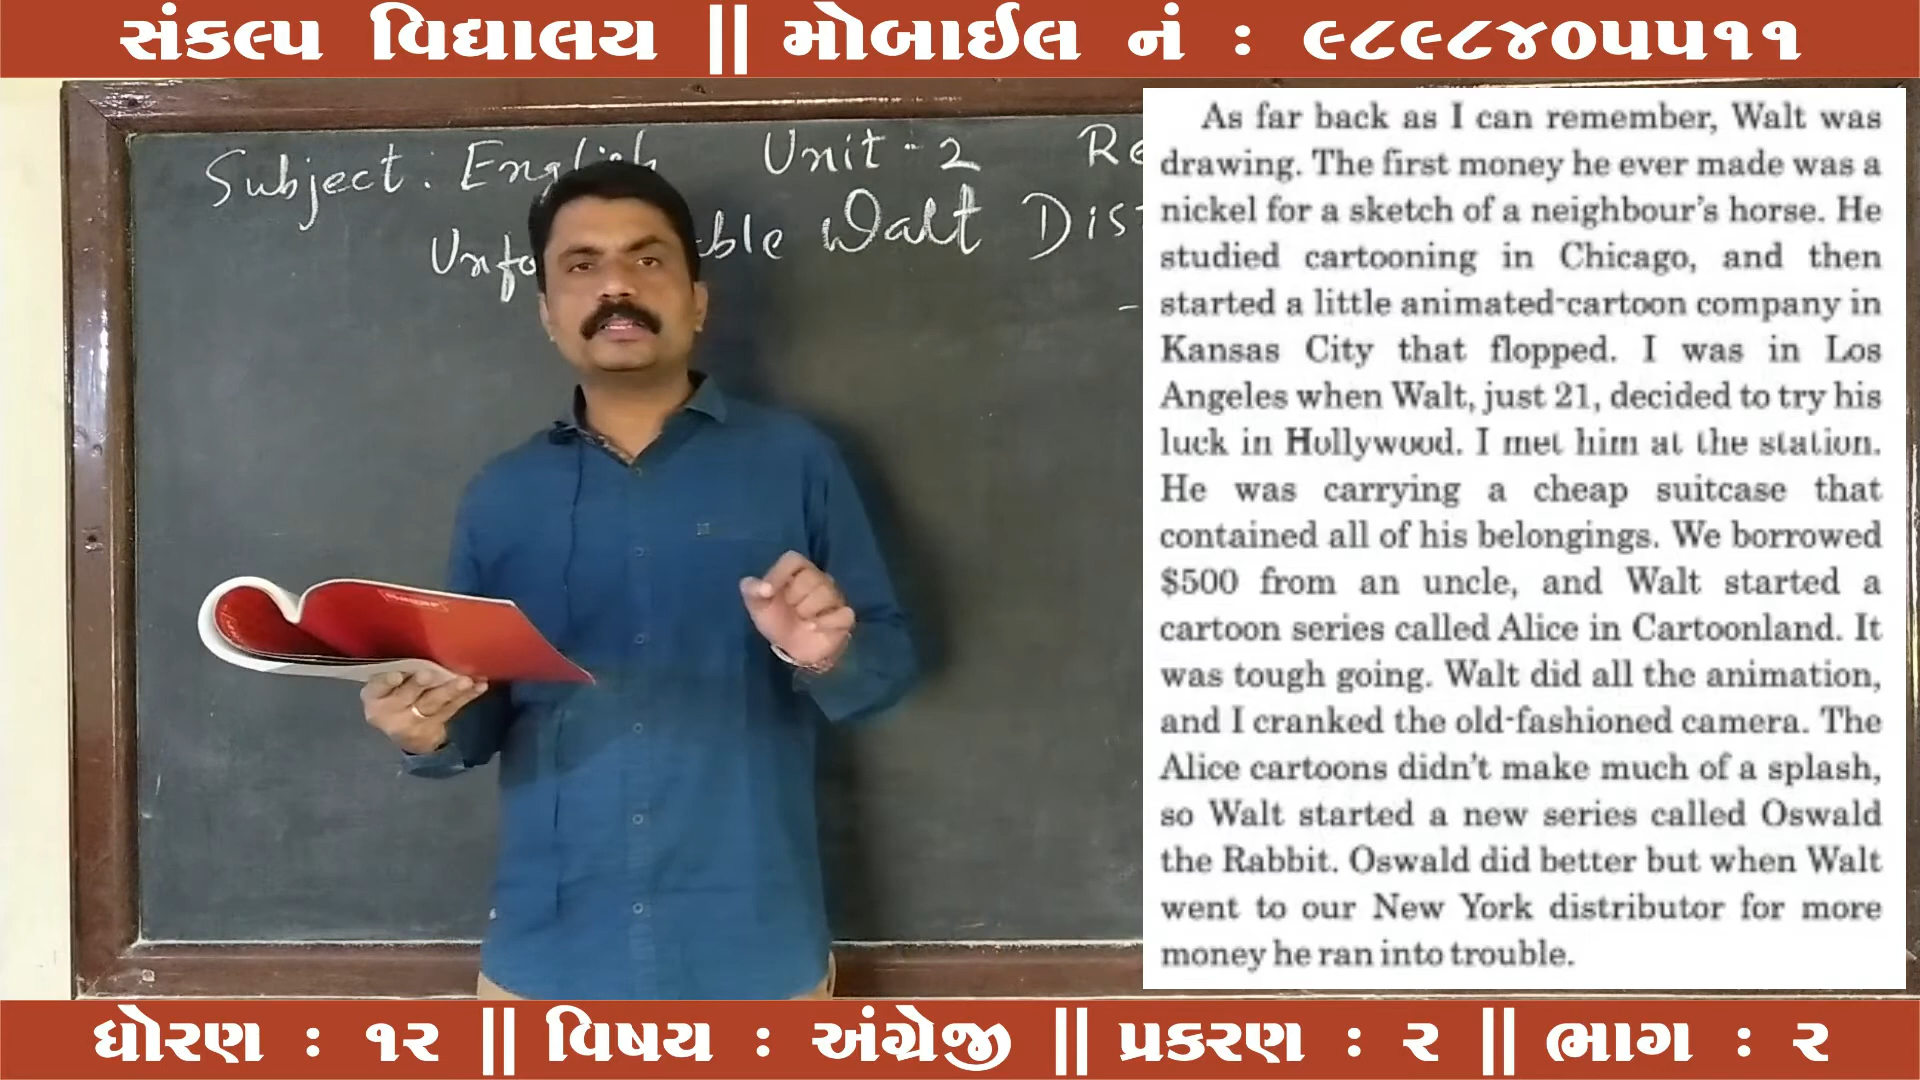 સંકલ્પ વિદ્યાલય || મોબાઈલ નં : ૯૮૯૮૪૦૫૫૧૧
Subject: English Unit-2 Re
Walt Dis
As far back as I can remember, Walt was
drawing. The first money he ever made was a
nickel for a sketch of a neighbour's horse. He
studied cartooning in Chicago, and then
started a little animated-cartoon company in
Kansas City that flopped. I was in Los
Angeles when Walt, just 21, decided to try his
luck in Hollywood. I met him at the station.
He was carrying a cheap suitcase that
contained all of his belongings. We borrowed
$500 from an uncle, and Walt started a
cartoon series called Alice in Cartoonland. It
was tough going. Walt did all the animation,
and I cranked the old-fashioned camera. The
Alice cartoons didn't make much of a splash,
so Walt started a new series called Oswald
the Rabbit. Oswald did better but when Walt
went to our New York distributor for more
money he ran into trouble.
ધોરણ : ૧૨ || વિષય : અંગ્રેજી || પ્રકરણ : ૨ || ભાગ : ૨